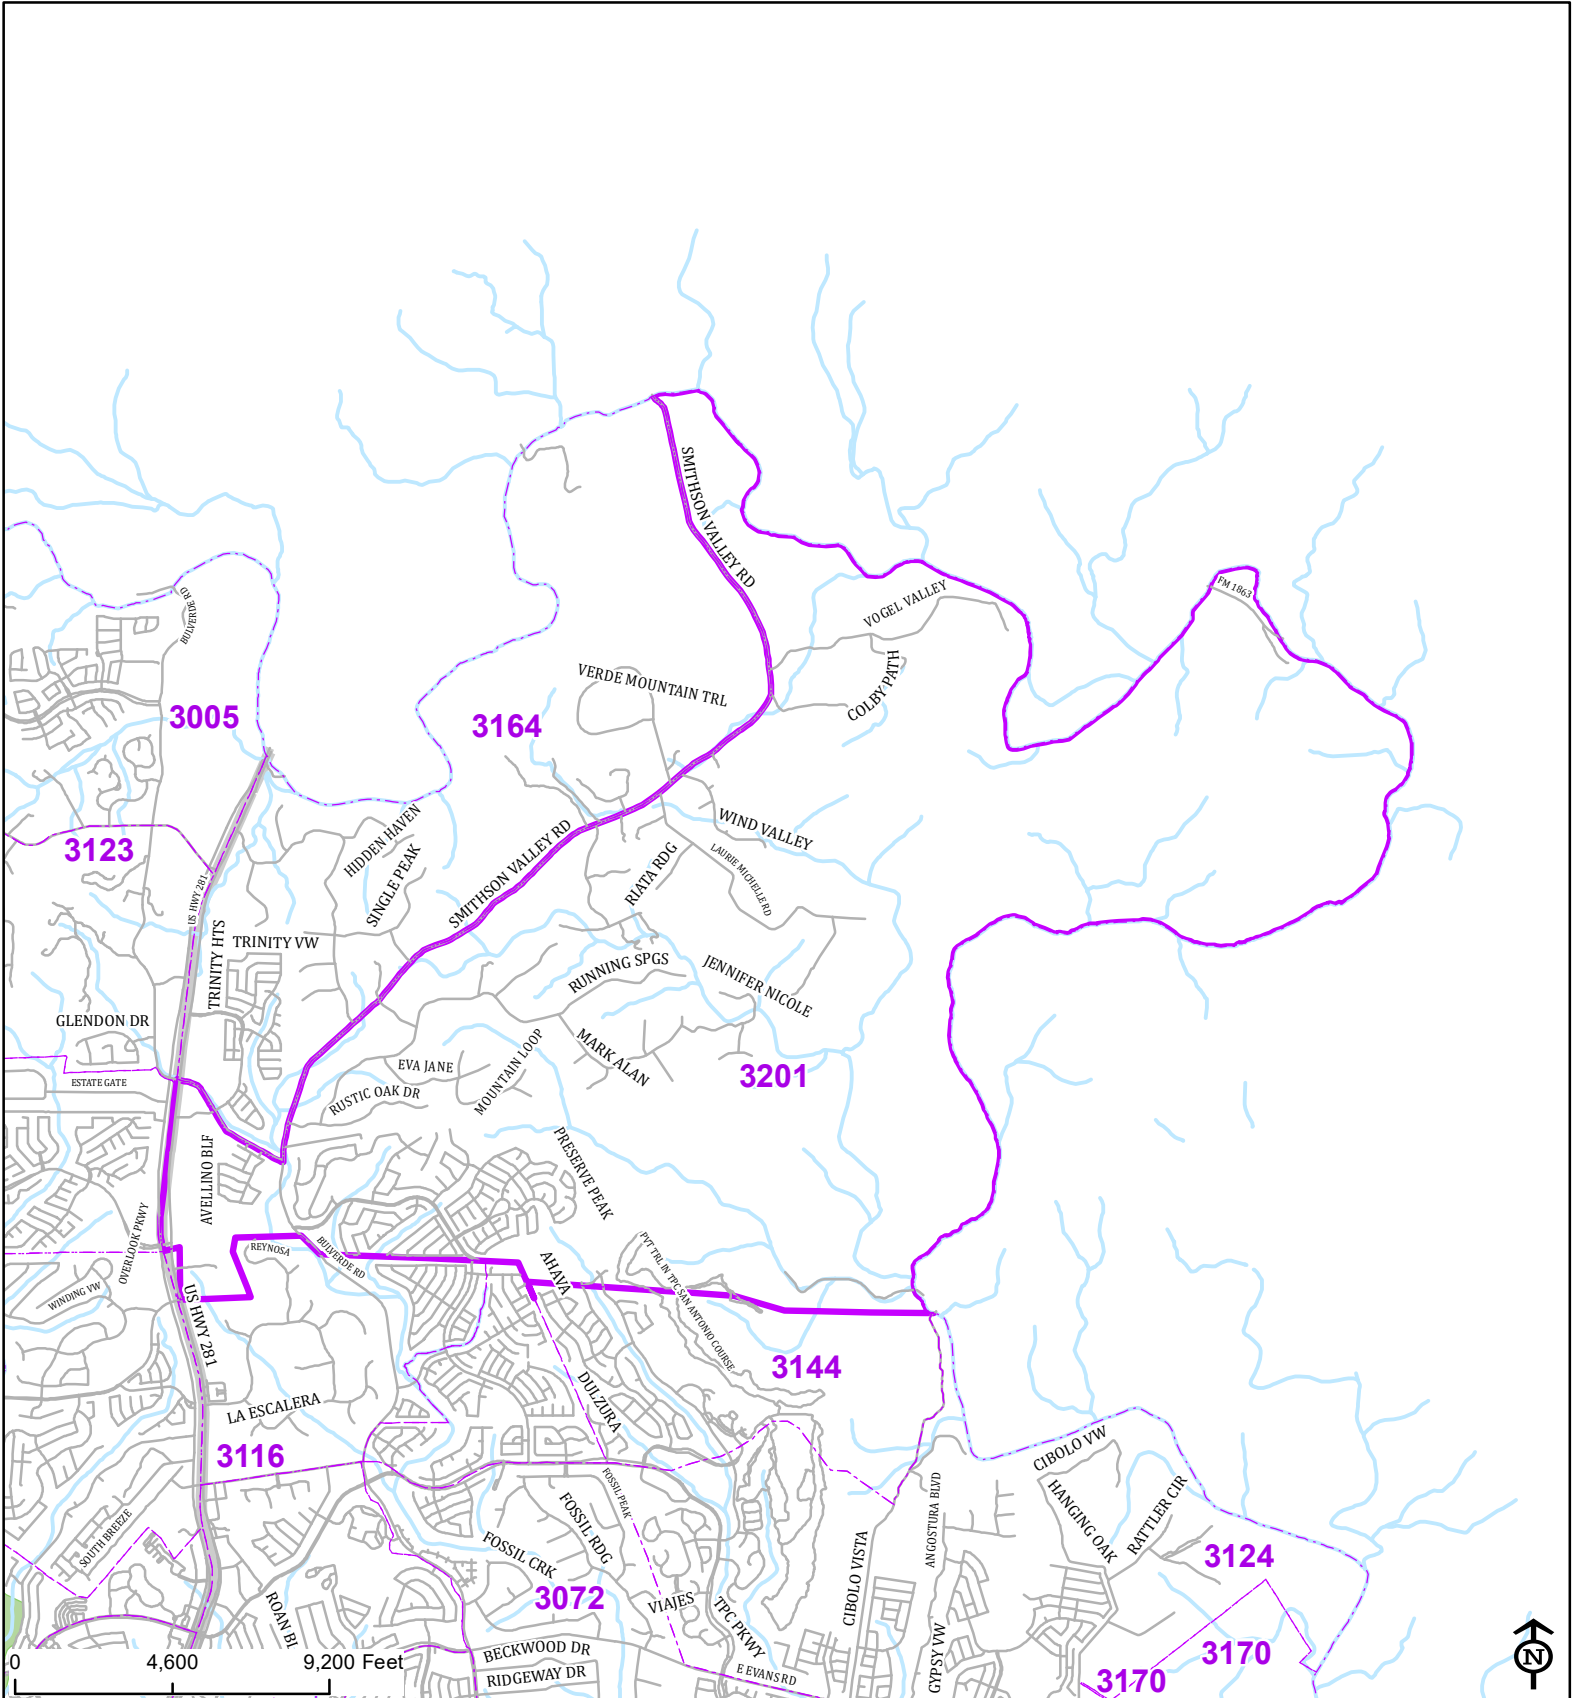 SMITHSON VALLEY RD
FM 1863
BULVERDE RD
VOGEL VALLEY
VERDE MOUNTAIN TRL
COLBY PATH
3005
3164
WIND VALLEY
HIDDEN HAVEN
SMITHSON VALLEY RD
3123
SINGLE PEAK
RIATA RDG
LAURIE MICHELLE RD
US HWY 281
TRINITY VW
TRINITY HTS
RUNNING SPGS
JENNIFER NICOLE
GLENDON DR
MARK ALAN
MOUNTAIN LOOP
EVA JANE
3201
ESTATE GATE
RUSTIC OAK DR
AVELLINO BLF
PRESERVE PEAK
OVERLOOK PKWY
REYNOSA
BULVERDE RD
PVT TRL IN TPC SAN ANTONIO COURSE
AHAVA
WINDING VW
US HWY 281
3144
DULZURA
LA ESCALERA
3116
CIBOLO VW
FOSSIL PEAK
ANGOSTURA BLVD
HANGING OAK
RATTLER CIR
SOUTH BREEZE
FOSSIL RDG
FOSSIL CRK
3124
CIBOLO VISTA
3072
VIAJES
ROAN BL
TPC PKWY
GYPSY VW
BECKWOOD DR
3170
0 4,600 9,200 Feet
E EVANS RD
RIDGEWAY DR
3170
N